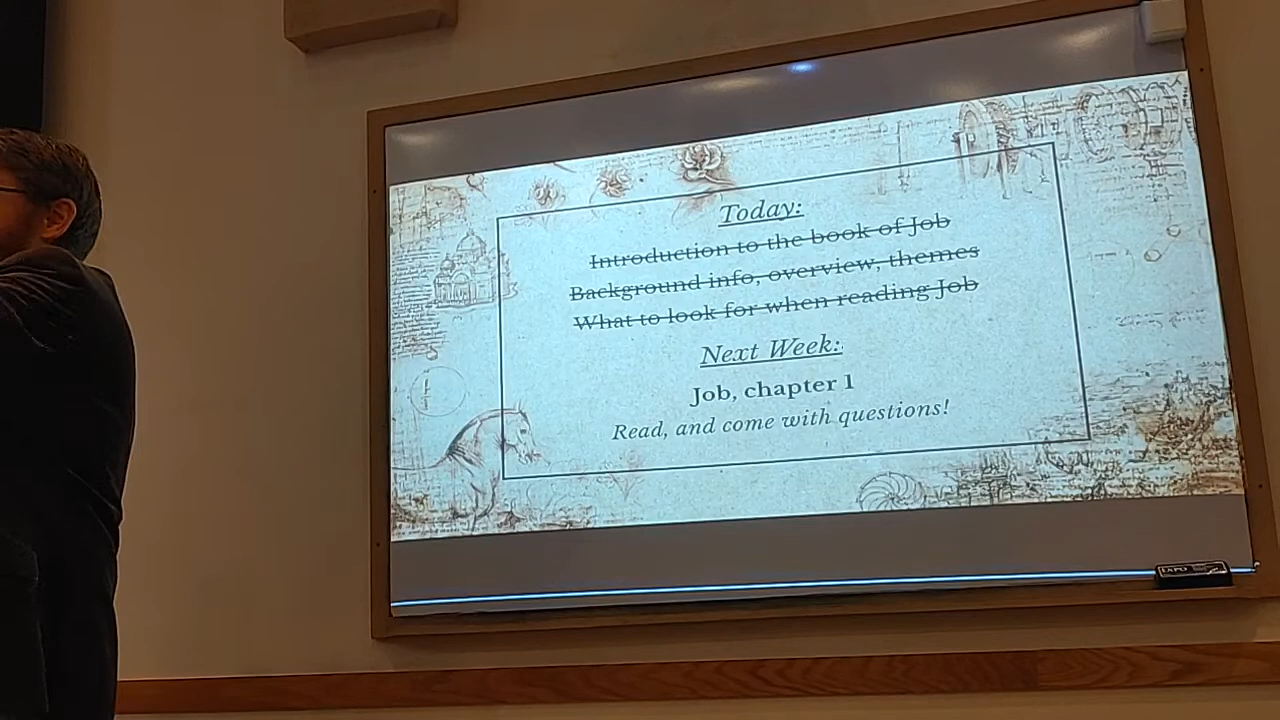 Today:
Introduction to the book of Job
Background info, overview, themes
What to look for when reading Job
Next Week:
Job, chapter 1
Read, and come with questions!
EXPO